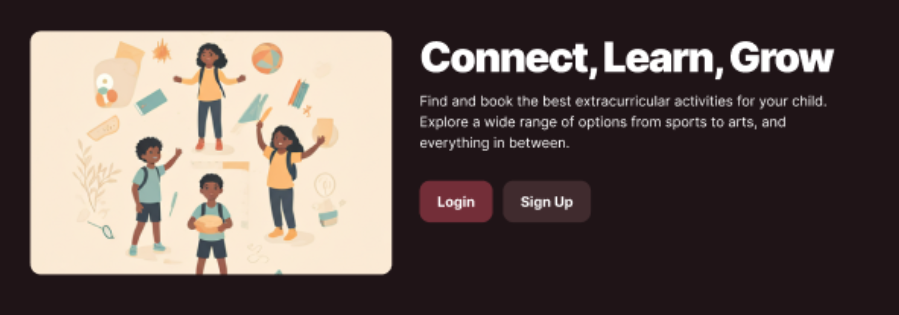 Connect, Learn, Grow
Find and book the best extracurricular activities for your child.
Explore a wide range of options from sports to arts, and
everything in between.
Login
Sign Up